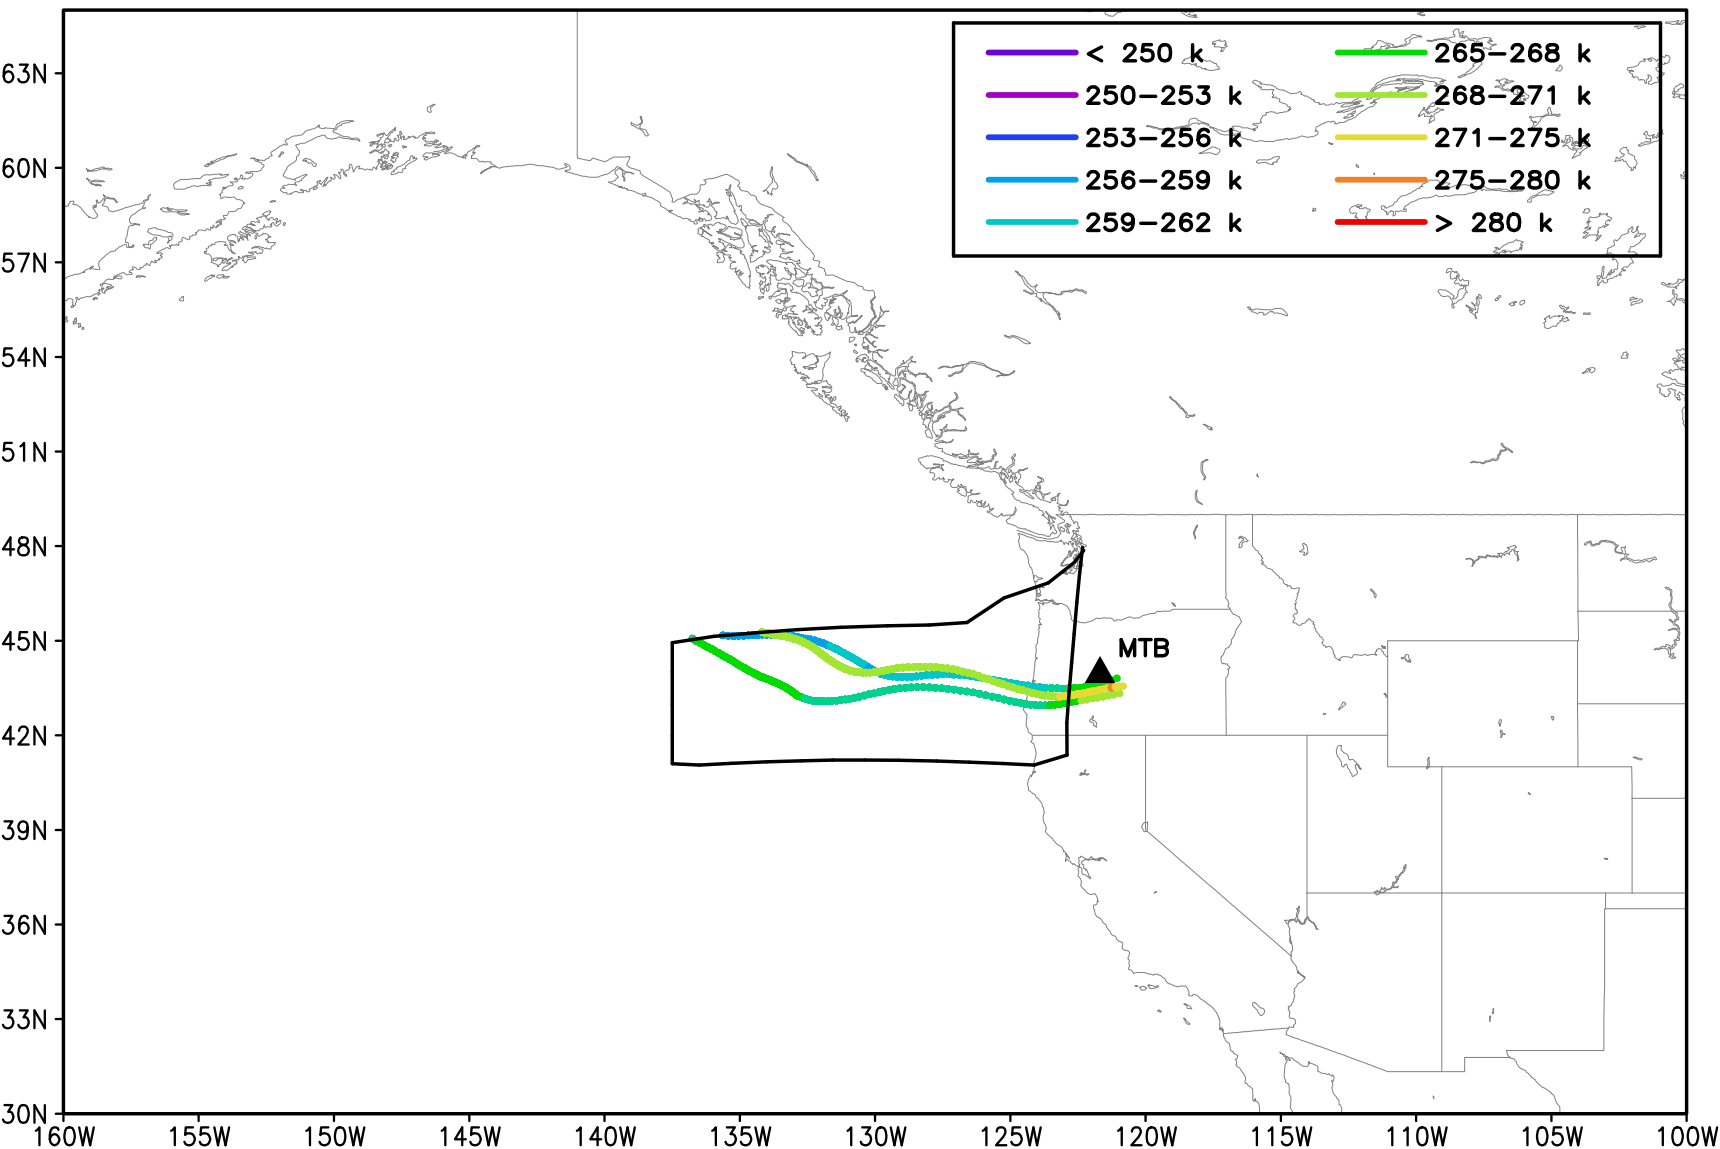 63N
60N
57N
54N
51N
48N
45N
42N
39N
36N
33N
30N
< 250 k
250-253 k
253-256 k
256-259 k
259-262 k
265-268 k
268-271 k
271-275 k
275-280 k
> 280 k
MTB
160W 155W 150W 145W 140W 135W 130W 125W 120W 115W 110W 105W 100W